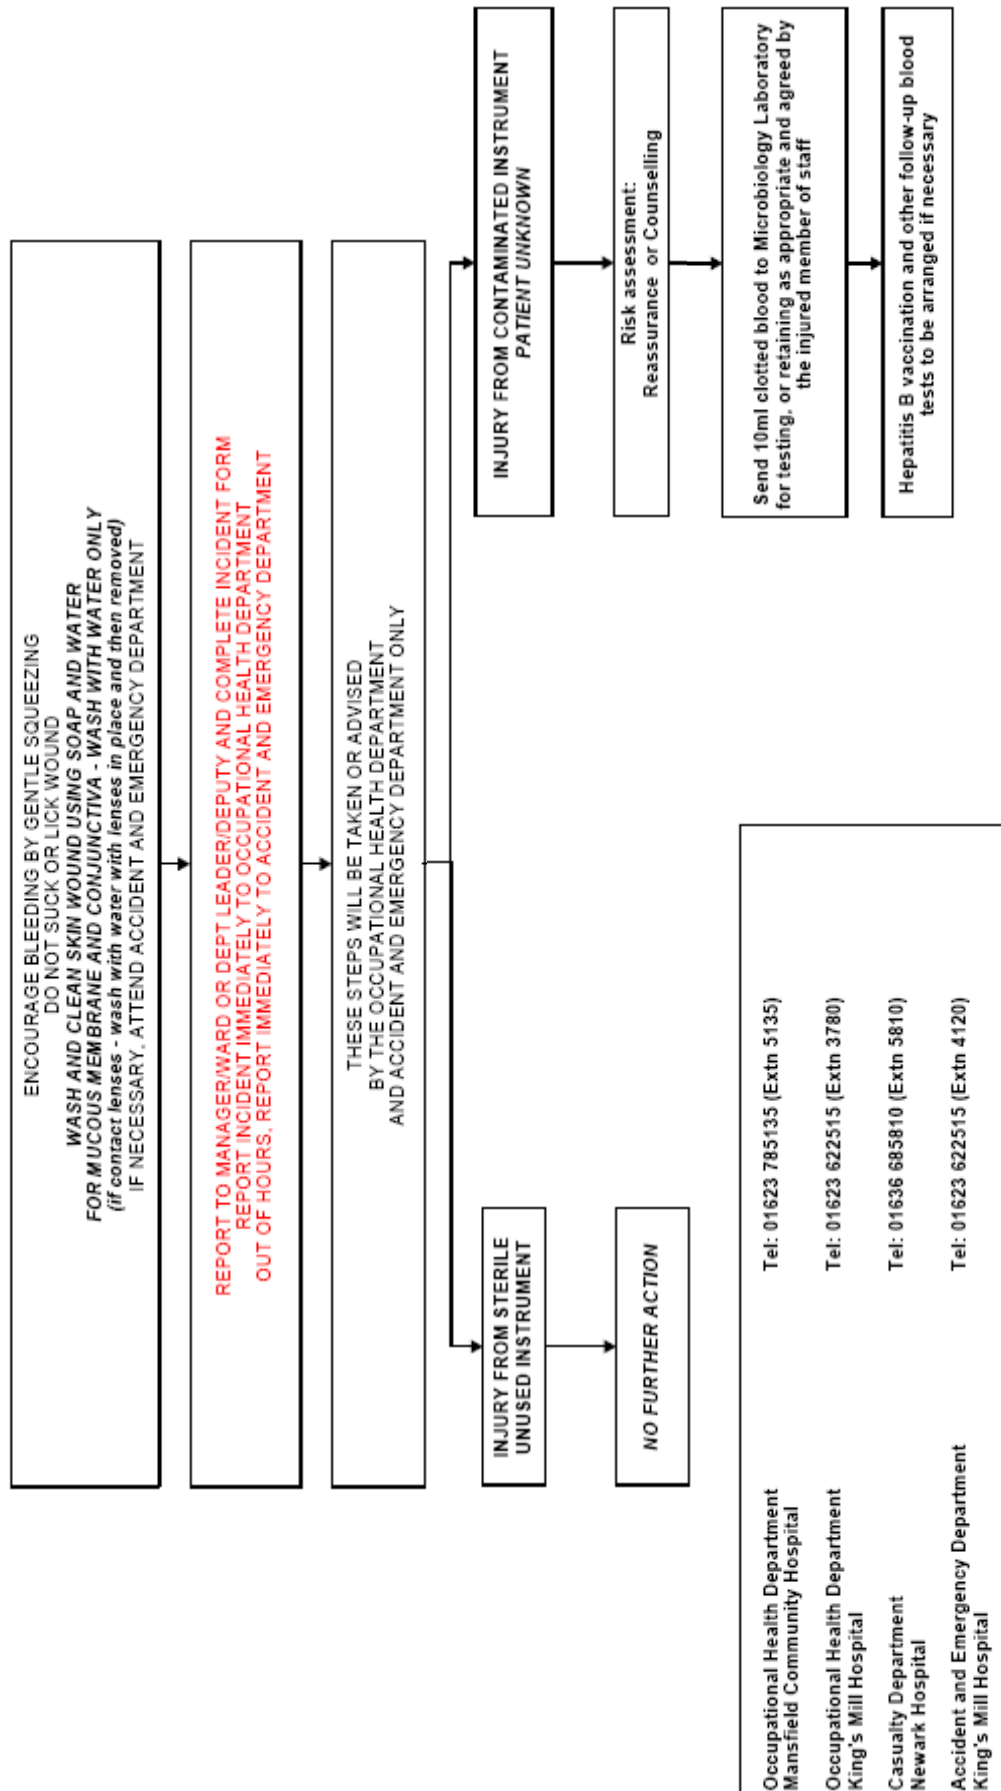 ENCOURAGE BLEEDING BY GENTLE SQUEEZING
DO NOT SUCK OR LICK WOUND
WASH AND CLEAN SKIN WOUND USING SOAP AND WATER
FOR MUCOUS MEMBRANE AND CONJUNCTIVA - WASH WITH WATER ONLY
(if contact lenses - wash with water with lenses in place and then removed)
IF NECESSARY, ATTEND ACCIDENT AND EMERGENCY DEPARTMENT
REPORT TO MANAGER/WARD OR DEPT LEADER/DEPUTY AND COMPLETE INCIDENT FORM
REPORT INCIDENT IMMEDIATELY TO OCCUPATIONAL HEALTH DEPARTMENT
OUT OF HOURS, REPORT IMMEDIATELY TO ACCIDENT AND EMERGENCY DEPARTMENT
THESE STEPS WILL BE TAKEN OR ADVISED
BY THE OCCUPATIONAL HEALTH DEPARTMENT
AND ACCIDENT AND EMERGENCY DEPARTMENT ONLY
INJURY FROM STERILE
UNUSED INSTRUMENT
NO FURTHER ACTION
INJURY FROM CONTAMINATED INSTRUMENT
PATIENT UNKNOWN
Risk assessment:
Reassurance or Counselling
Send 10ml clotted blood to Microbiology Laboratory
for testing, or retaining as appropriate and agreed by
the injured member of staff
Hepatitis B vaccination and other follow-up blood
tests to be arranged if necessary
Occupational Health Department Tel: 01623 785135 (Extn 5135)
Mansfield Community Hospital
Occupational Health Department Tel: 01623 622515 (Extn 3780)
King's Mill Hospital
Casualty Department Tel: 01636 685810 (Extn 5810)
Newark Hospital
Accident and Emergency Department Tel: 01623 622515 (Extn 4120)
King's Mill Hospital